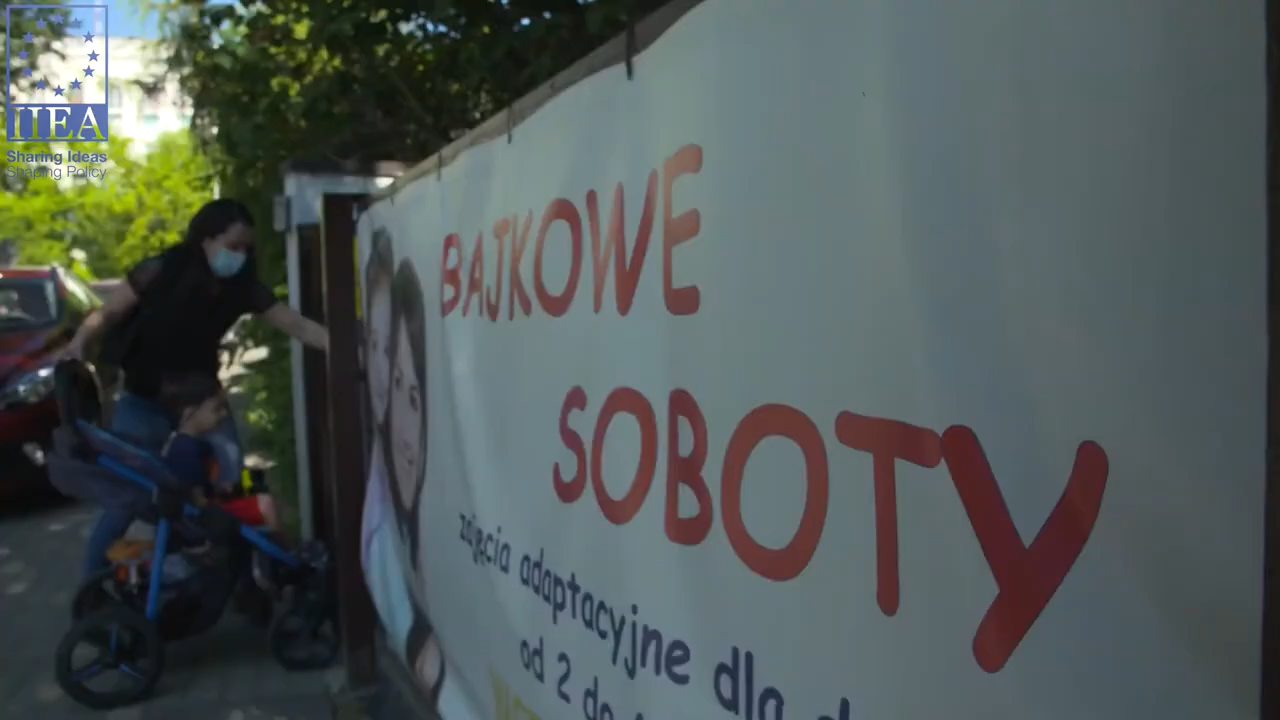 IIEA
Sharing Ideas
Shaping Policy
BAJKOWE
SOBOTY
zajęcia adaptacyjne dla
od 2 do